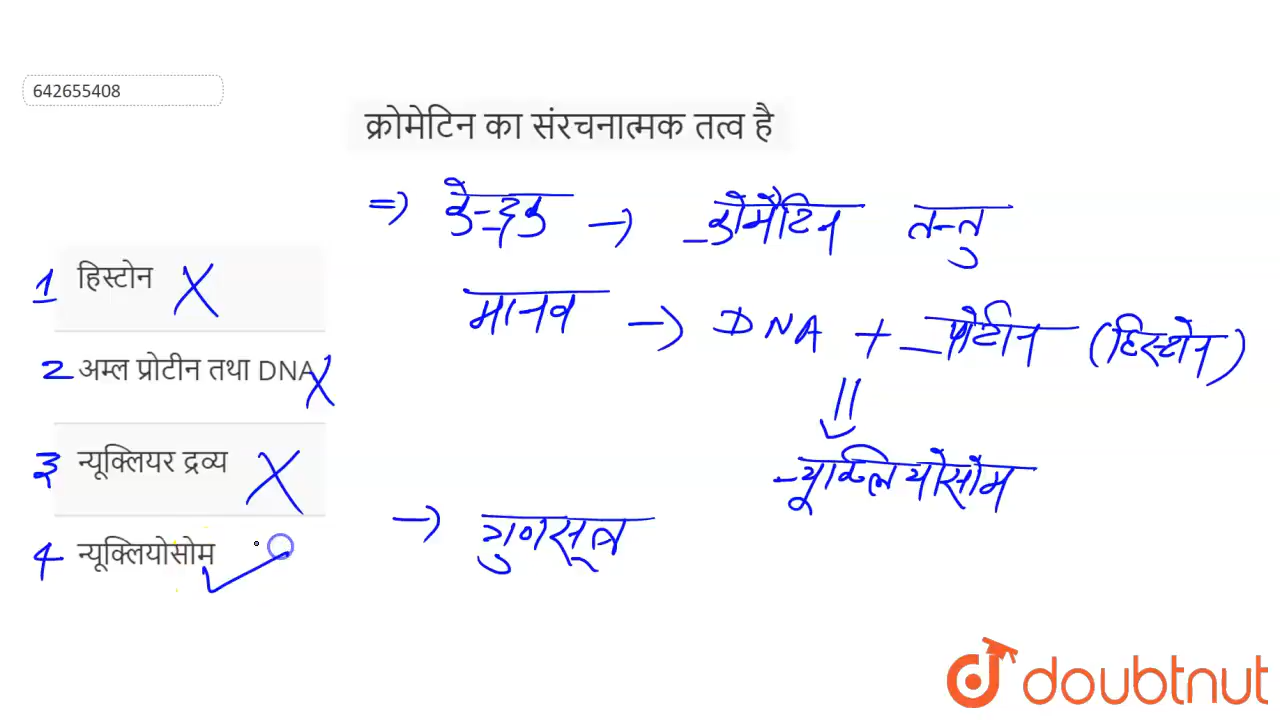 642655408
क्रोमेटिन का संरचनात्मक तत्व है
=> केन्द्रक -> क्रोमैटिन तन्तु
1 हिस्टोन X
मानव -> DNA + प्रोटीन (हिस्टोन)
2 अम्ल प्रोटीन तथा DNA X
3 न्यूक्लियर द्रव्य X
न्यूक्लियोसोम
-> गुणसूत्र
4 न्यूक्लियोसोम
doubtnut